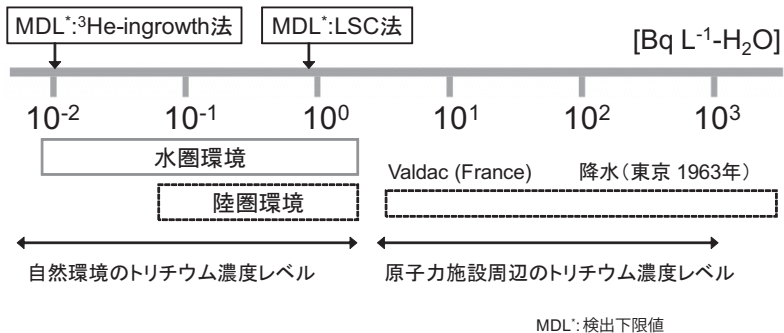 MDL*:³He-ingrowth法 MDL*:LSC法
[Bq L⁻¹-H₂O]
10⁻² 10⁻¹ 10⁰ 10¹ 10² 10³
水圏環境
Valdac (France) 降水(東京 1963年)
陸圏環境
自然環境のトリチウム濃度レベル 原子力施設周辺のトリチウム濃度レベル
MDL*:検出下限値